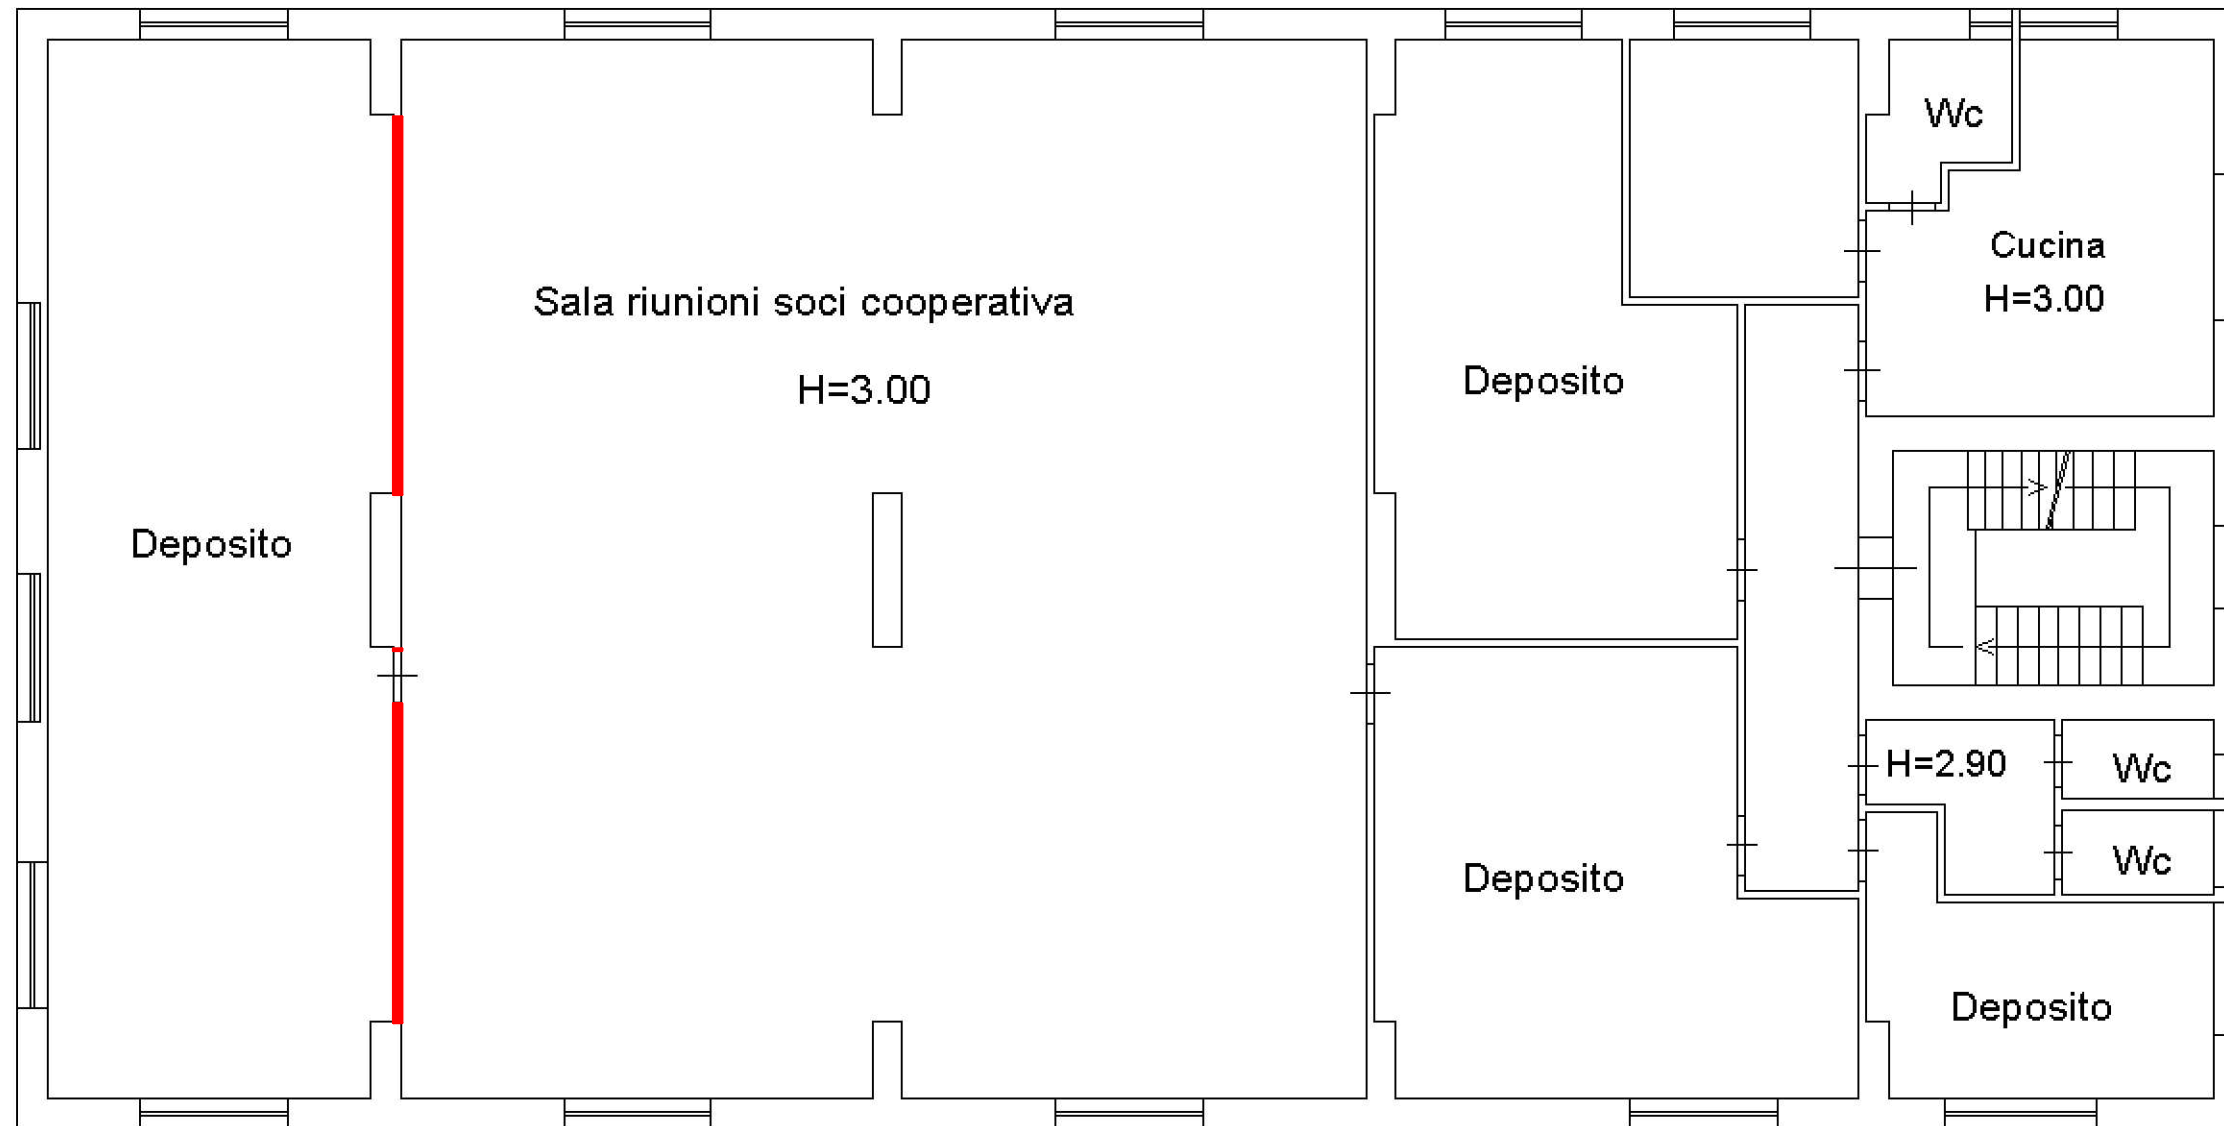 Wc
Cucina
H=3.00
Sala riunioni soci cooperativa
H=3.00
Deposito
Deposito
H=2.90
Wc
Wc
Deposito
Deposito